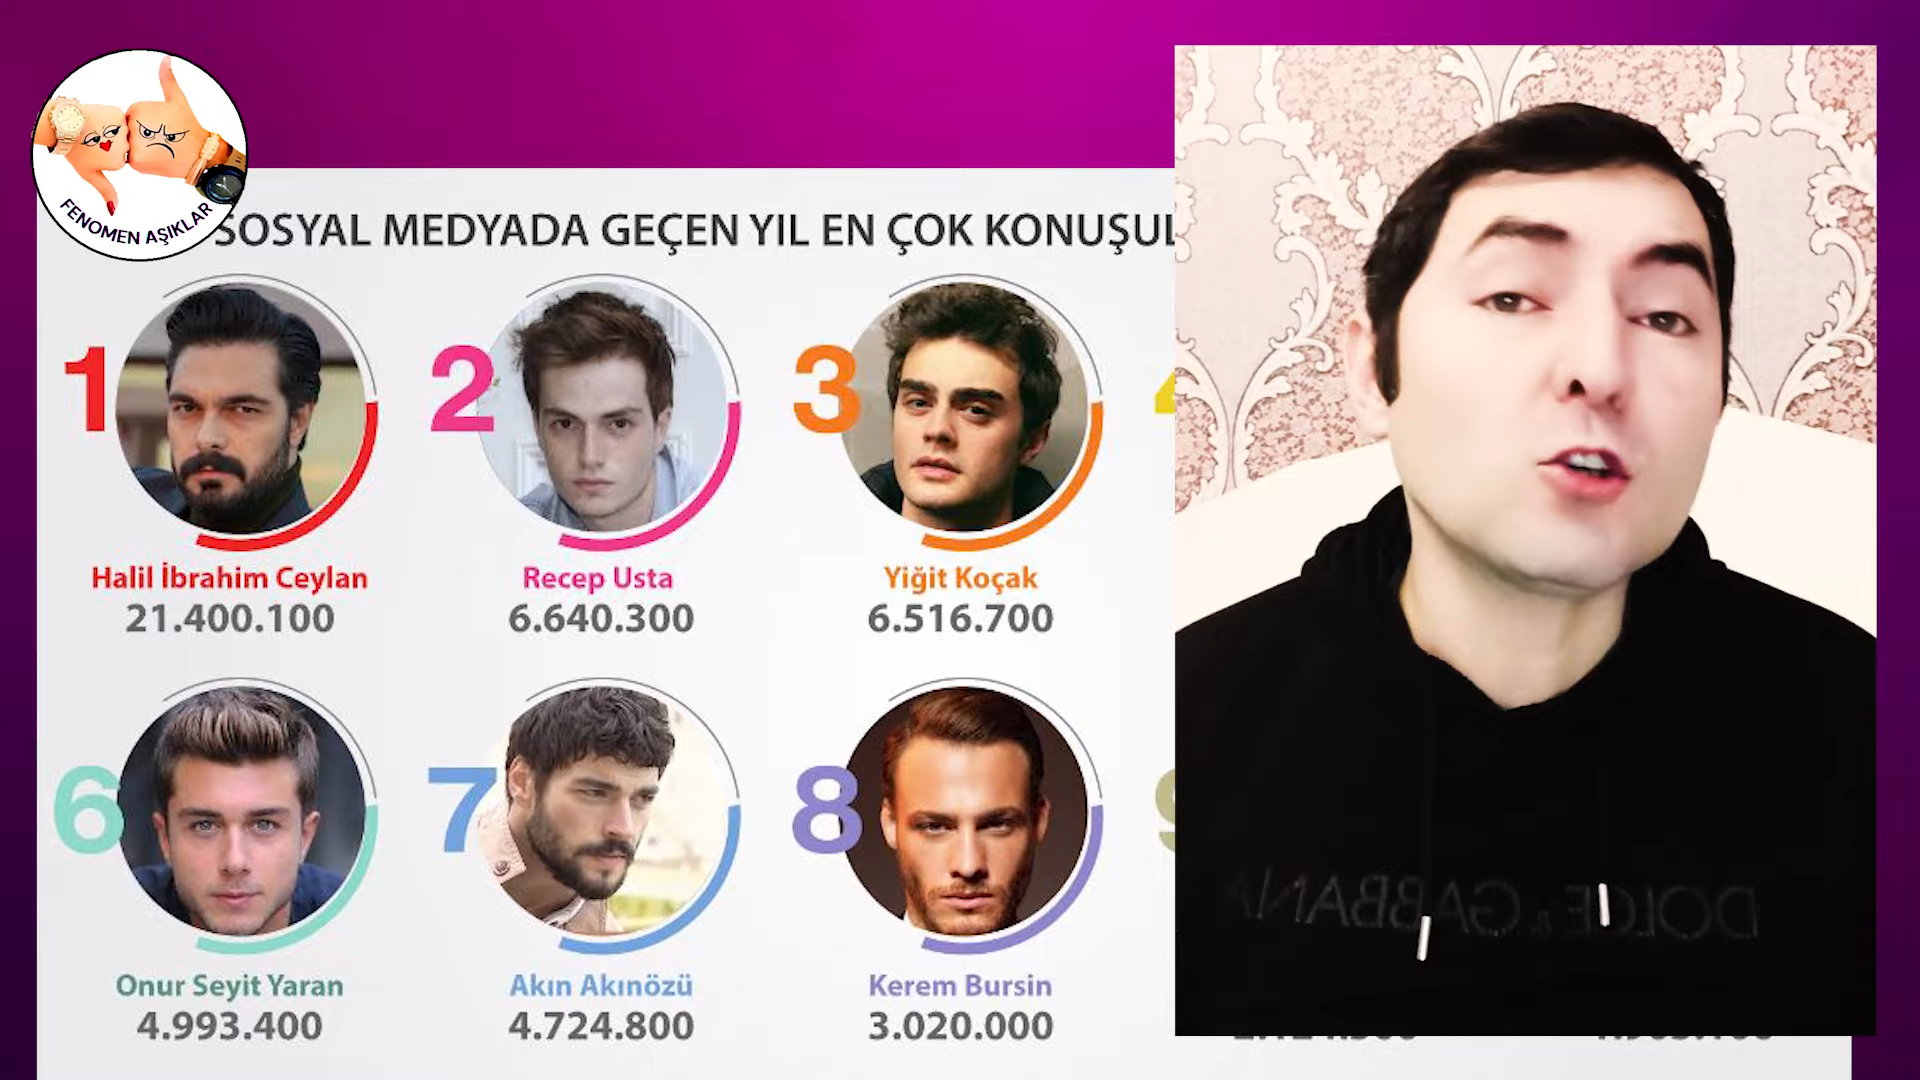 FENOMEN AŞIKLAR
SOSYAL MEDYADA GEÇEN YIL EN ÇOK KONUŞUL
1
2
3
Halil İbrahim Ceylan
21.400.100
Recep Usta
6.640.300
Yiğit Koçak
6.516.700
6
7
8
Onur Seyit Yaran
4.993.400
Akın Akınözü
4.724.800
Kerem Bursin
3.020.000
DOLCE & GABBANA